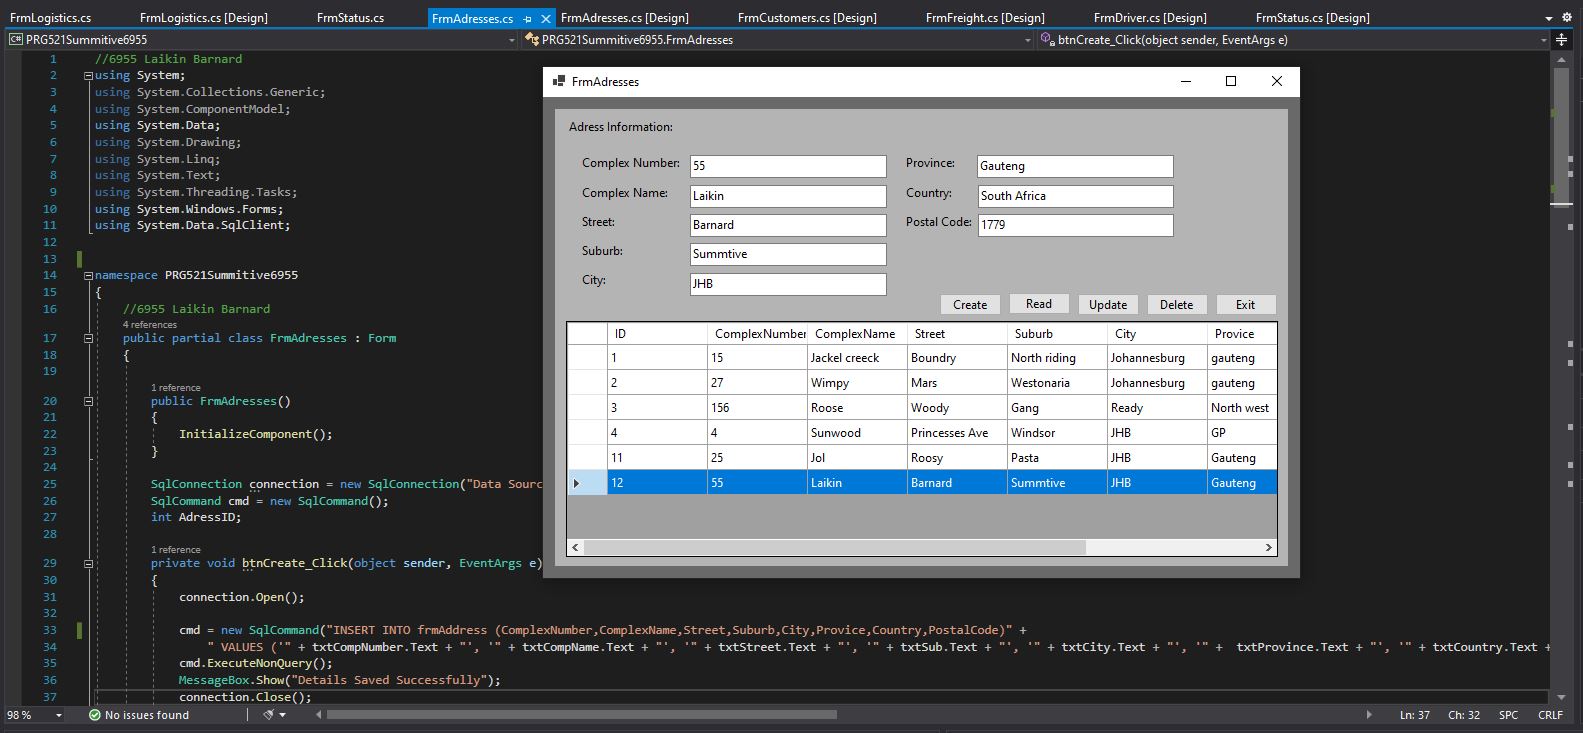 FrmLogistics.cs FrmLogistics.cs [Design] FrmStatus.cs FrmAdresses.cs FrmAdresses.cs [Design] FrmCustomers.cs [Design] FrmFreight.cs [Design] FrmDriver.cs [Design] FrmStatus.cs [Design]
C# PRG521Summitive6955 PRG521Summitive6955.FrmAdresses btnCreate_Click(object sender, EventArgs e)
1 //6955 Laikin Barnard
2 using System;
3 using System.Collections.Generic;
4 using System.ComponentModel;
5 using System.Data;
6 using System.Drawing;
7 using System.Linq;
8 using System.Text;
9 using System.Threading.Tasks;
10 using System.Windows.Forms;
11 using System.Data.SqlClient;
12
13
14 namespace PRG521Summitive6955
15 {
16 //6955 Laikin Barnard
4 references
17 public partial class FrmAdresses : Form
18 {
19
1 reference
20 public FrmAdresses()
21 {
22 InitializeComponent();
23 }
24
25 SqlConnection connection = new SqlConnection("Data Sourc
26 SqlCommand cmd = new SqlCommand();
27 int AdressID;
28
1 reference
29 private void btnCreate_Click(object sender, EventArgs e)
30 {
31 connection.Open();
32
33 cmd = new SqlCommand("INSERT INTO frmAddress (ComplexNumber,ComplexName,Street,Suburb,City,Provice,Country,PostalCode)" +
34 " VALUES ('" + txtCompNumber.Text + "', '" + txtCompName.Text + "', '" + txtStreet.Text + "', '" + txtSub.Text + "', '" + txtCity.Text + "', '" + txtProvince.Text + "', '" + txtCountry.Text +
35 cmd.ExecuteNonQuery();
36 MessageBox.Show("Details Saved Successfully");
37 connection.Close();
FrmAdresses
Adress Information:
Complex Number: 55 Province: Gauteng
Complex Name: Laikin Country: South Africa
Street: Barnard Postal Code: 1779
Suburb: Summtive
City: JHB
Create Read Update Delete Exit
ID ComplexNumber ComplexName Street Suburb City Provice
1 15 Jackel creeck Boundry North riding Johannesburg gauteng
2 27 Wimpy Mars Westonaria Johannesburg gauteng
3 156 Roose Woody Gang Ready North west
4 4 Sunwood Princesses Ave Windsor JHB GP
11 25 Jol Roosy Pasta JHB Gauteng
12 55 Laikin Barnard Summtive JHB Gauteng
98 % No issues found Ln: 37 Ch: 32 SPC CRLF